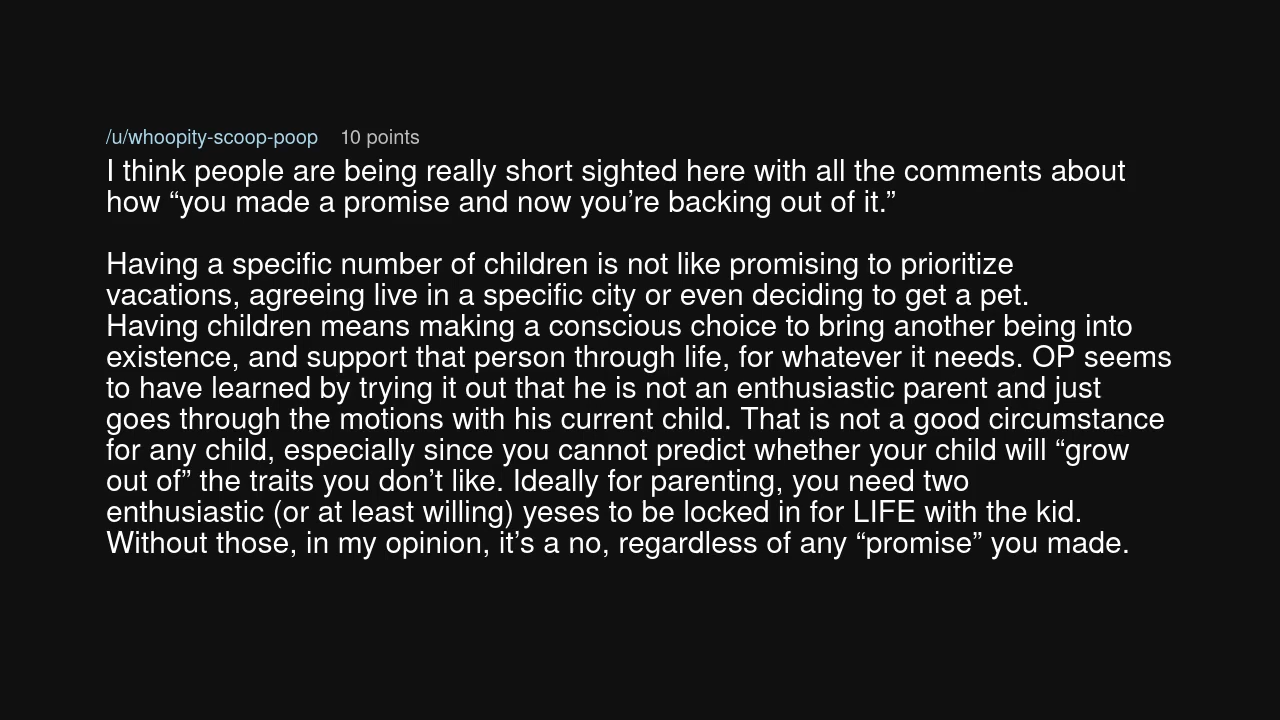 /u/whoopity-scoop-poop 10 points
I think people are being really short sighted here with all the comments about
how “you made a promise and now you’re backing out of it.”
Having a specific number of children is not like promising to prioritize
vacations, agreeing live in a specific city or even deciding to get a pet.
Having children means making a conscious choice to bring another being into
existence, and support that person through life, for whatever it needs. OP seems
to have learned by trying it out that he is not an enthusiastic parent and just
goes through the motions with his current child. That is not a good circumstance
for any child, especially since you cannot predict whether your child will “grow
out of” the traits you don’t like. Ideally for parenting, you need two
enthusiastic (or at least willing) yeses to be locked in for LIFE with the kid.
Without those, in my opinion, it’s a no, regardless of any “promise” you made.